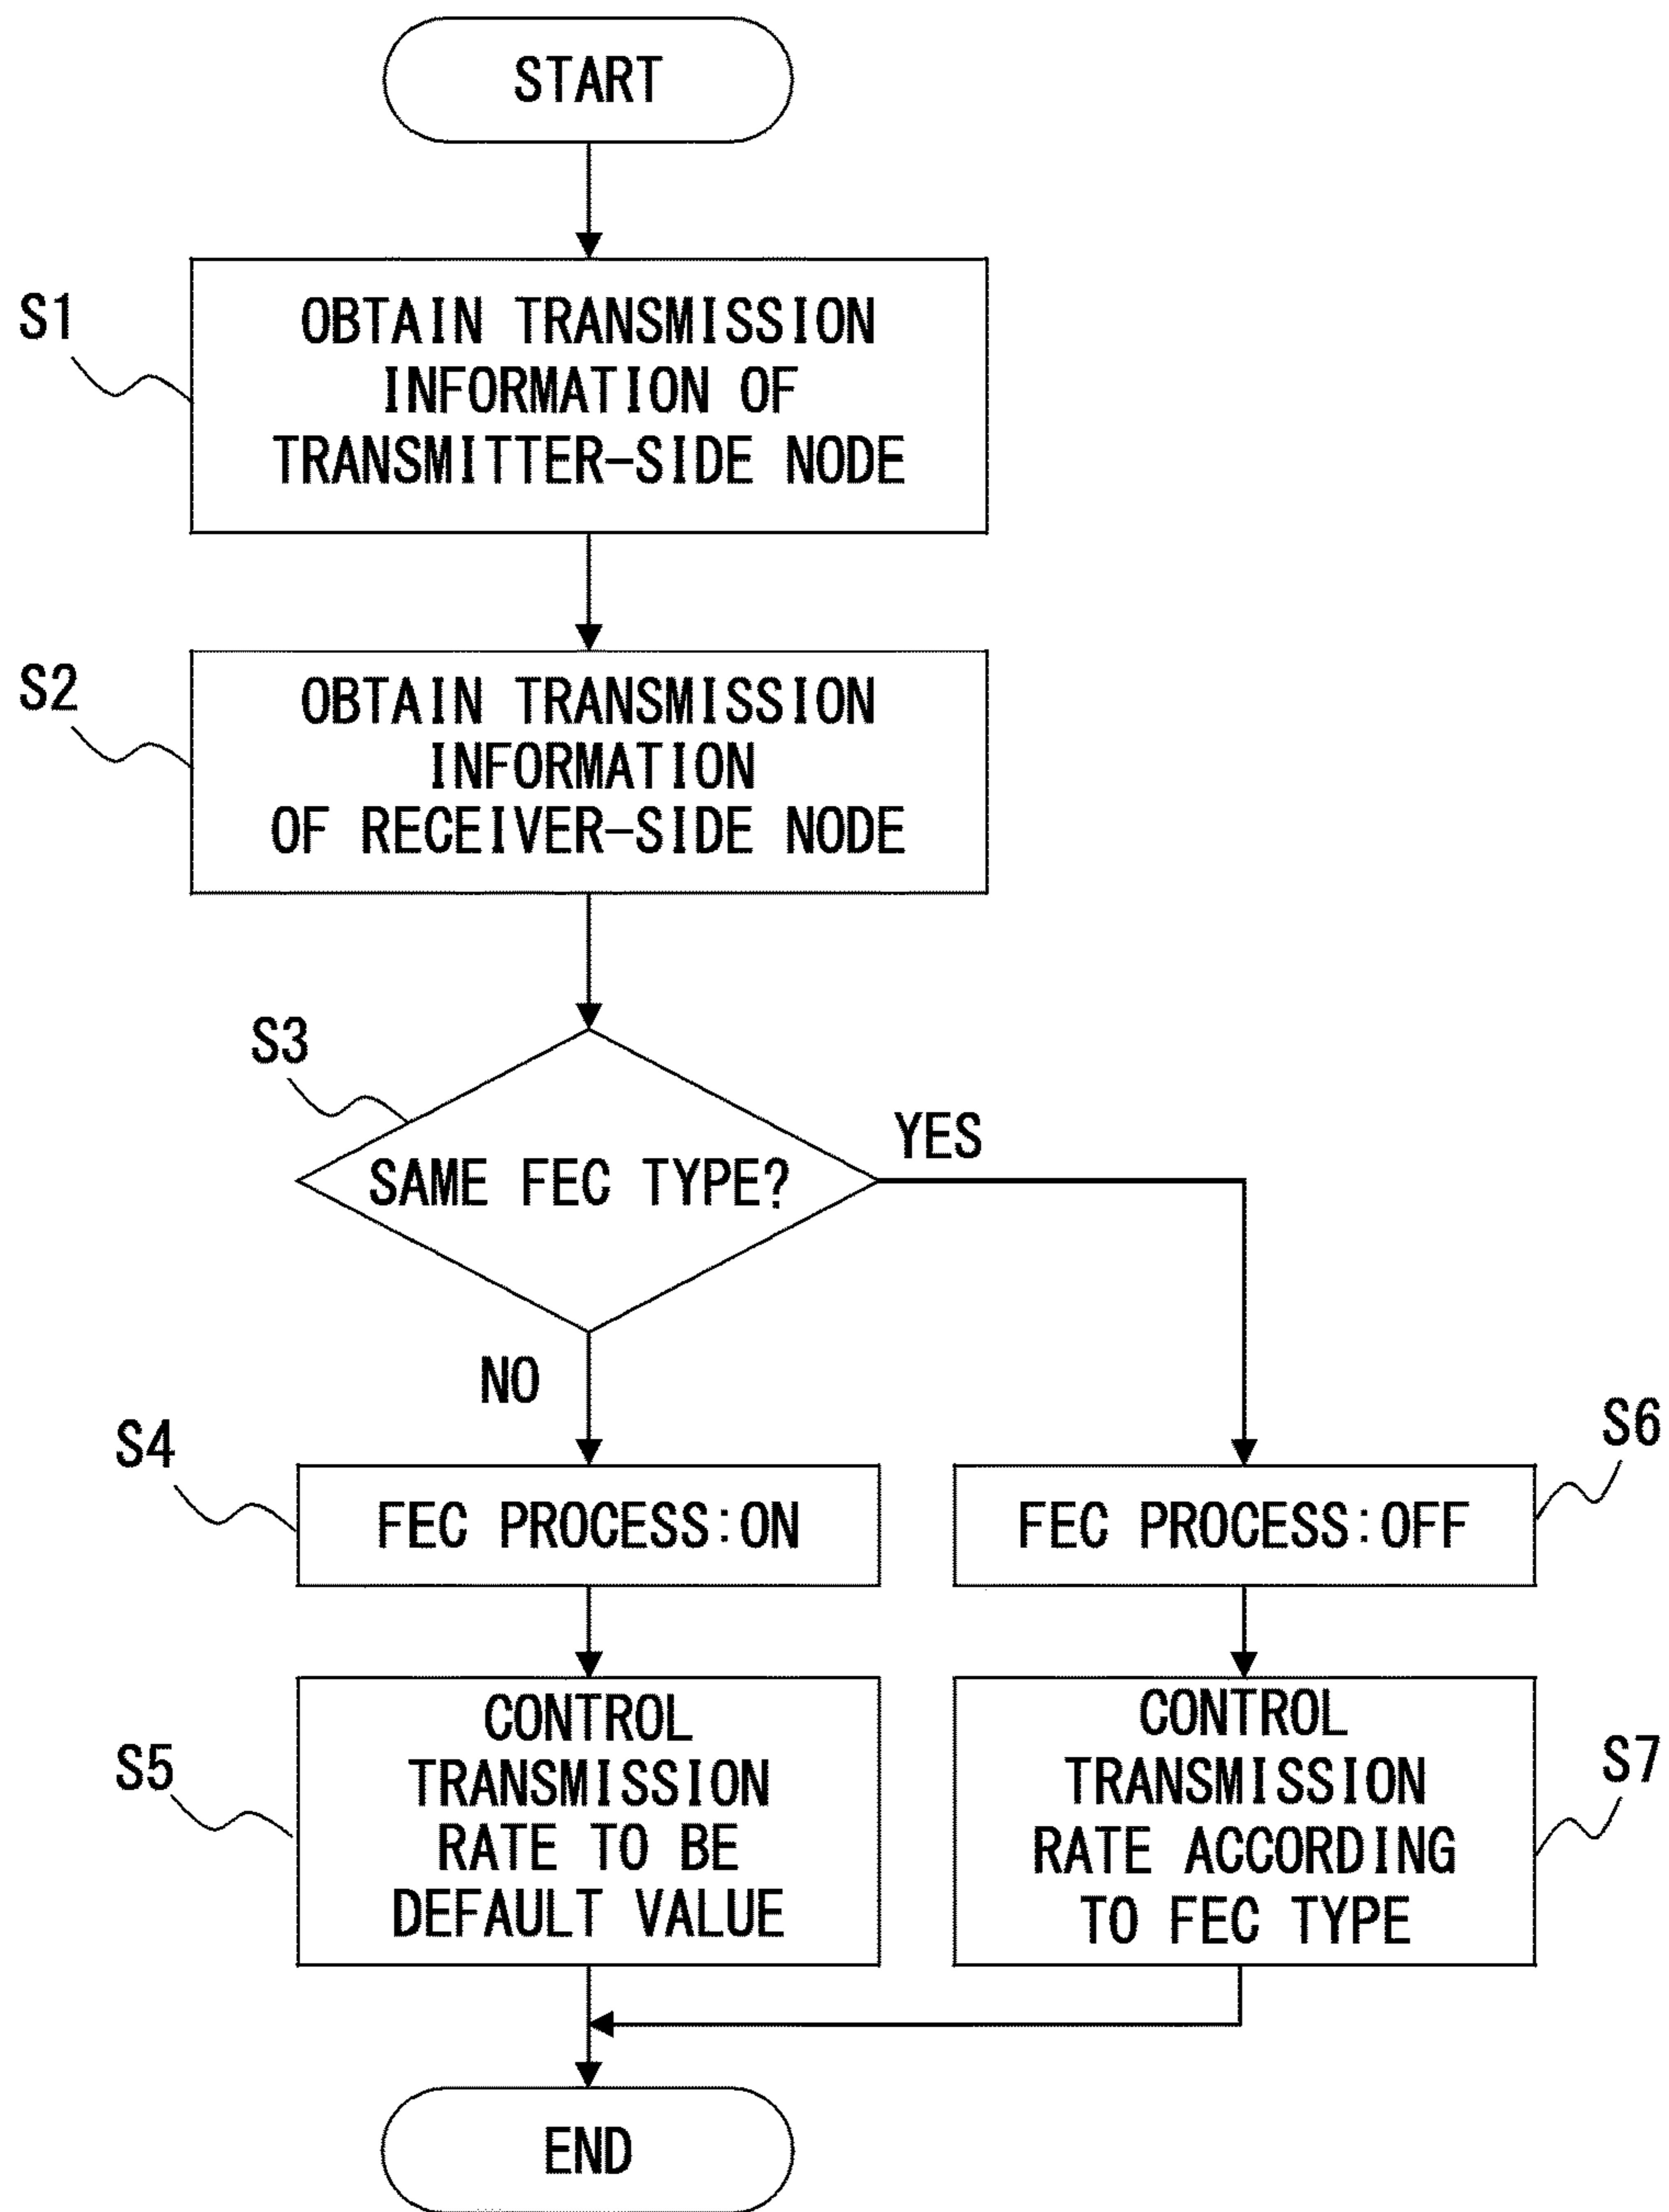 START
S1
OBTAIN TRANSMISSION
INFORMATION OF
TRANSMITTER-SIDE NODE
S2
OBTAIN TRANSMISSION
INFORMATION
OF RECEIVER-SIDE NODE
S3
SAME FEC TYPE?
YES
NO
S4
FEC PROCESS:ON
S5
CONTROL
TRANSMISSION
RATE TO BE
DEFAULT VALUE
S6
FEC PROCESS:OFF
S7
CONTROL
TRANSMISSION
RATE ACCORDING
TO FEC TYPE
END